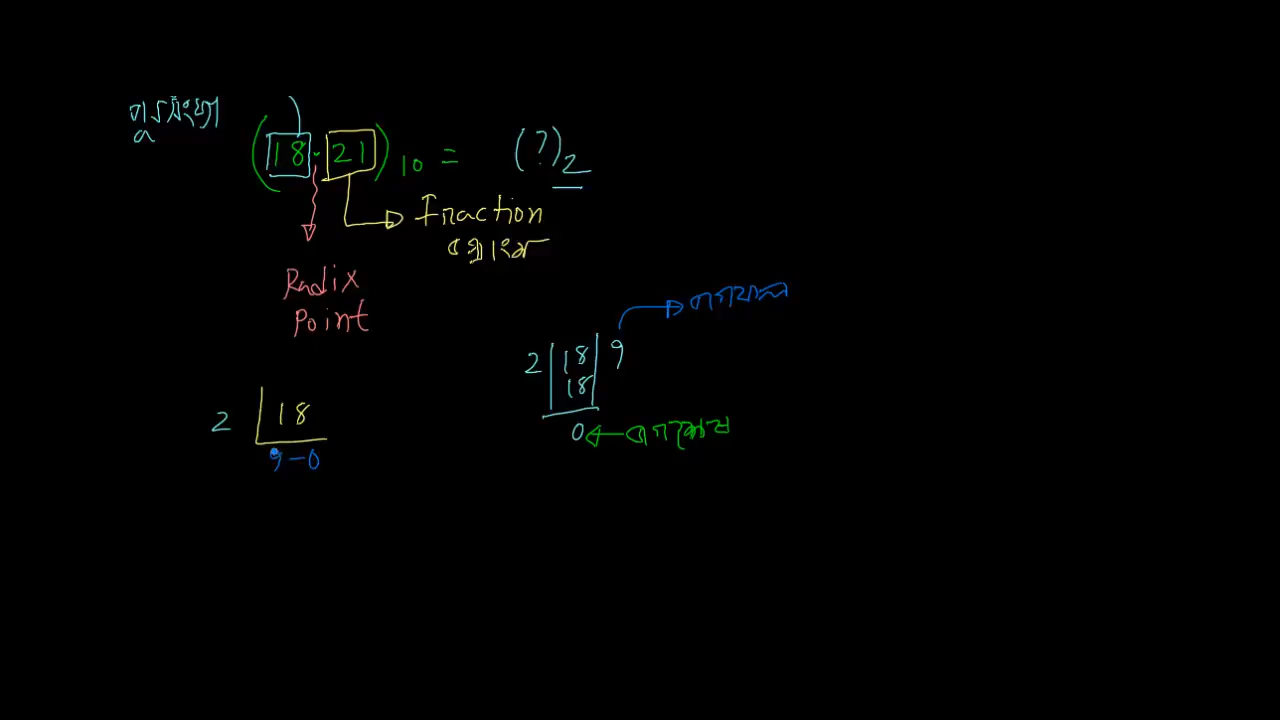 পূর্ণসংখ্যা
(18.21)10 = (?)2
Fraction
ভগ্নাংশ
Radix
Point
ভাগফল
2 18 9
18
0 ভাগশেষ
2 18
9-0